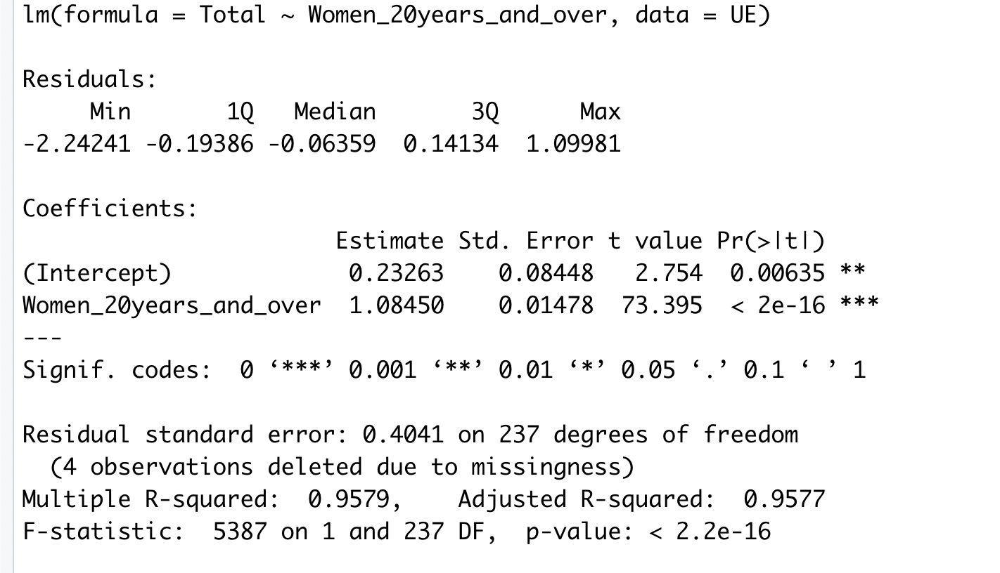 lm(formula = Total ~ Women_20years_and_over, data = UE)
Residuals:
Min 1Q Median 3Q Max
-2.24241 -0.19386 -0.06359 0.14134 1.09981
Coefficients:
Estimate Std. Error t value Pr(>|t|)
(Intercept) 0.23263 0.08448 2.754 0.00635 **
Women_20years_and_over 1.08450 0.01478 73.395 < 2e-16 ***
---
Signif. codes: 0 ‘***’ 0.001 ‘**’ 0.01 ‘*’ 0.05 ‘.’ 0.1 ‘ ’ 1
Residual standard error: 0.4041 on 237 degrees of freedom
(4 observations deleted due to missingness)
Multiple R-squared: 0.9579, Adjusted R-squared: 0.9577
F-statistic: 5387 on 1 and 237 DF, p-value: < 2.2e-16